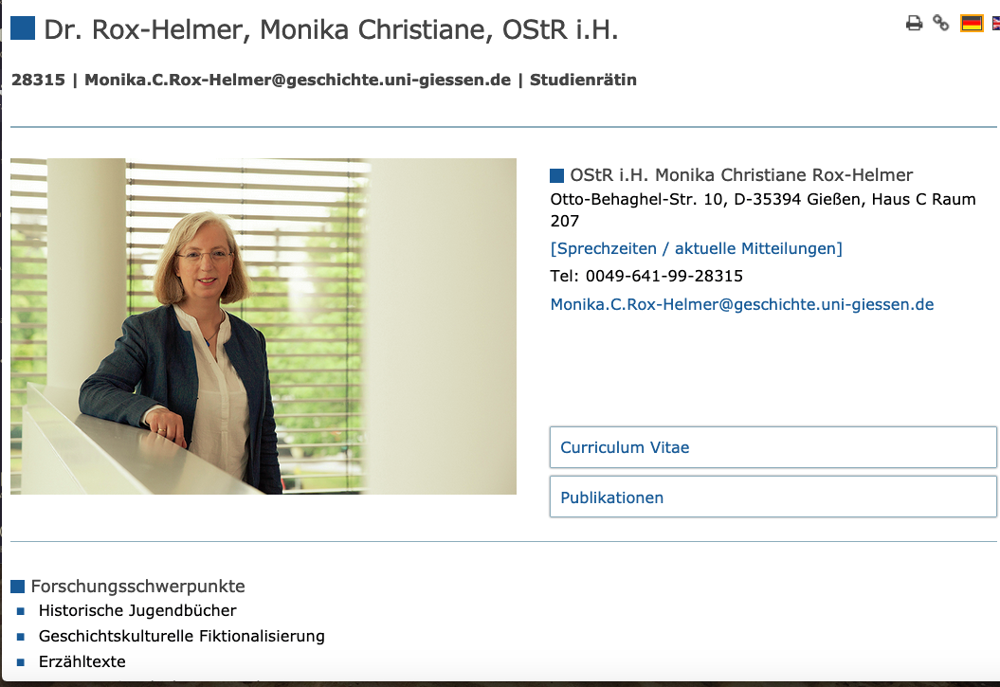 Dr. Rox-Helmer, Monika Christiane, OStR i.H.
28315 | Monika.C.Rox-Helmer@geschichte.uni-giessen.de | Studienrätin
OStR i.H. Monika Christiane Rox-Helmer
Otto-Behaghel-Str. 10, D-35394 Gießen, Haus C Raum
207
[Sprechzeiten / aktuelle Mitteilungen]
Tel: 0049-641-99-28315
Monika.C.Rox-Helmer@geschichte.uni-giessen.de
Curriculum Vitae
Publikationen
Forschungsschwerpunkte
Historische Jugendbücher
Geschichtskulturelle Fiktionalisierung
Erzähltexte